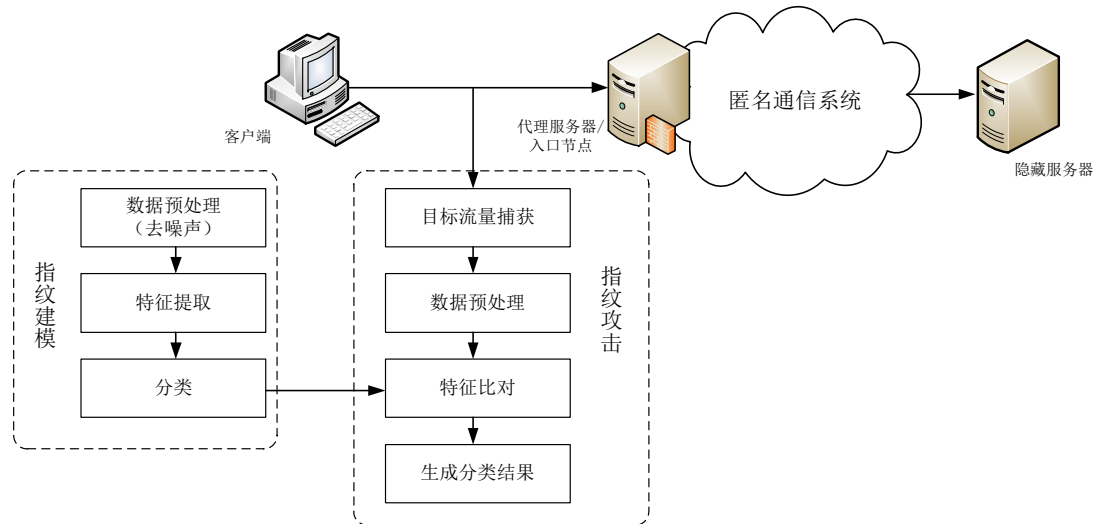 匿名通信系统
客户端
代理服务器/
入口节点
隐藏服务器
指纹建模
数据预处理
（去噪声）
特征提取
分类
目标流量捕获
数据预处理
特征比对
生成分类结果
指纹攻击